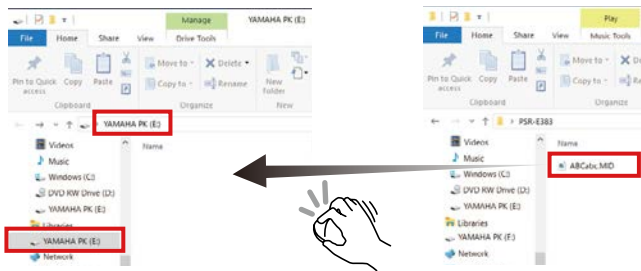 Manage YAMAHA PK (E:)
File Home Share View Drive Tools
Pin to Quick access
Copy
Paste
Move to
Copy to
Delete
Rename
New folder
Clipboard
Organize
New
YAMAHA PK (E:)
Name
Videos
Music
Windows (C:)
DVD RW Drive (D:)
YAMAHA PK (E:)
Libraries
YAMAHA PK (E:)
Network
Play
File Home Share View Music Tools
Pin to Quick access
Copy
Paste
Move to
Copy to
Clipboard
Organize
PSR-E383
Name
Videos
Music
Windows (C:)
DVD RW Drive (D:)
YAMAHA PK (E:)
Libraries
YAMAHA PK (E:)
Network
ABCabc.MID